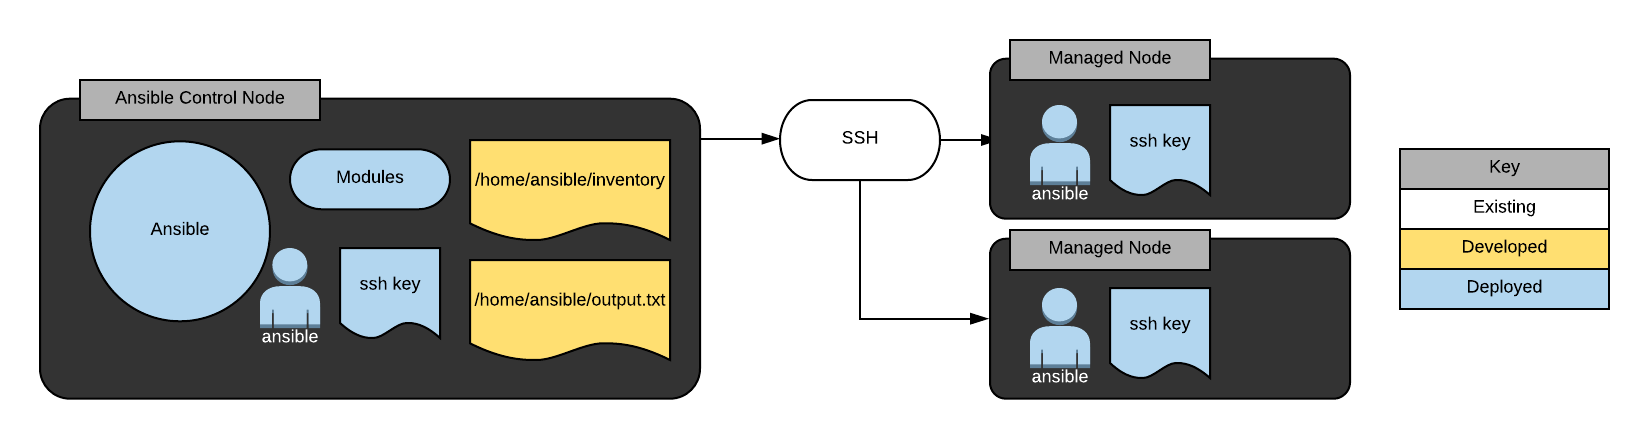 Ansible Control Node
Ansible
Modules
/home/ansible/inventory
ansible
ssh key
/home/ansible/output.txt
SSH
Managed Node
ssh key
ansible
Managed Node
ssh key
ansible
Key
Existing
Developed
Deployed